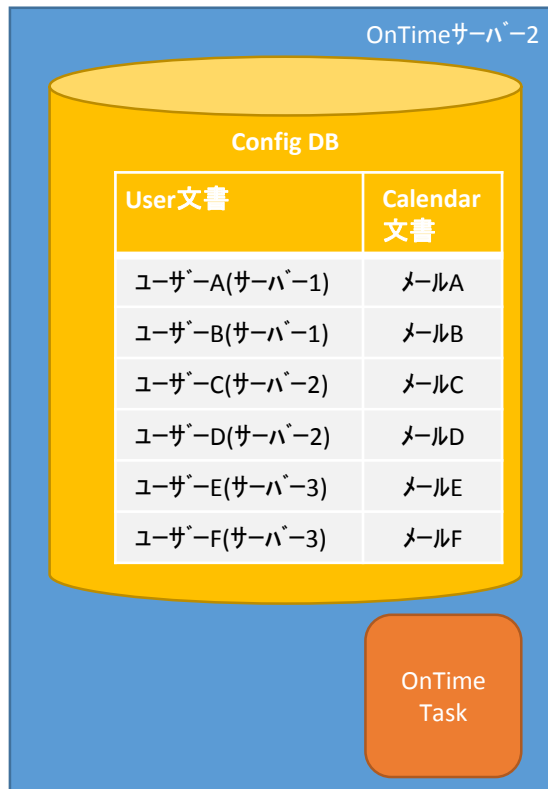 OnTimeサーバー2
Config DB
User文書 Calendar
文書
ユーザーA(サーバー1) メールA
ユーザーB(サーバー1) メールB
ユーザーC(サーバー2) メールC
ユーザーD(サーバー2) メールD
ユーザーE(サーバー3) メールE
ユーザーF(サーバー3) メールF
OnTime
Task